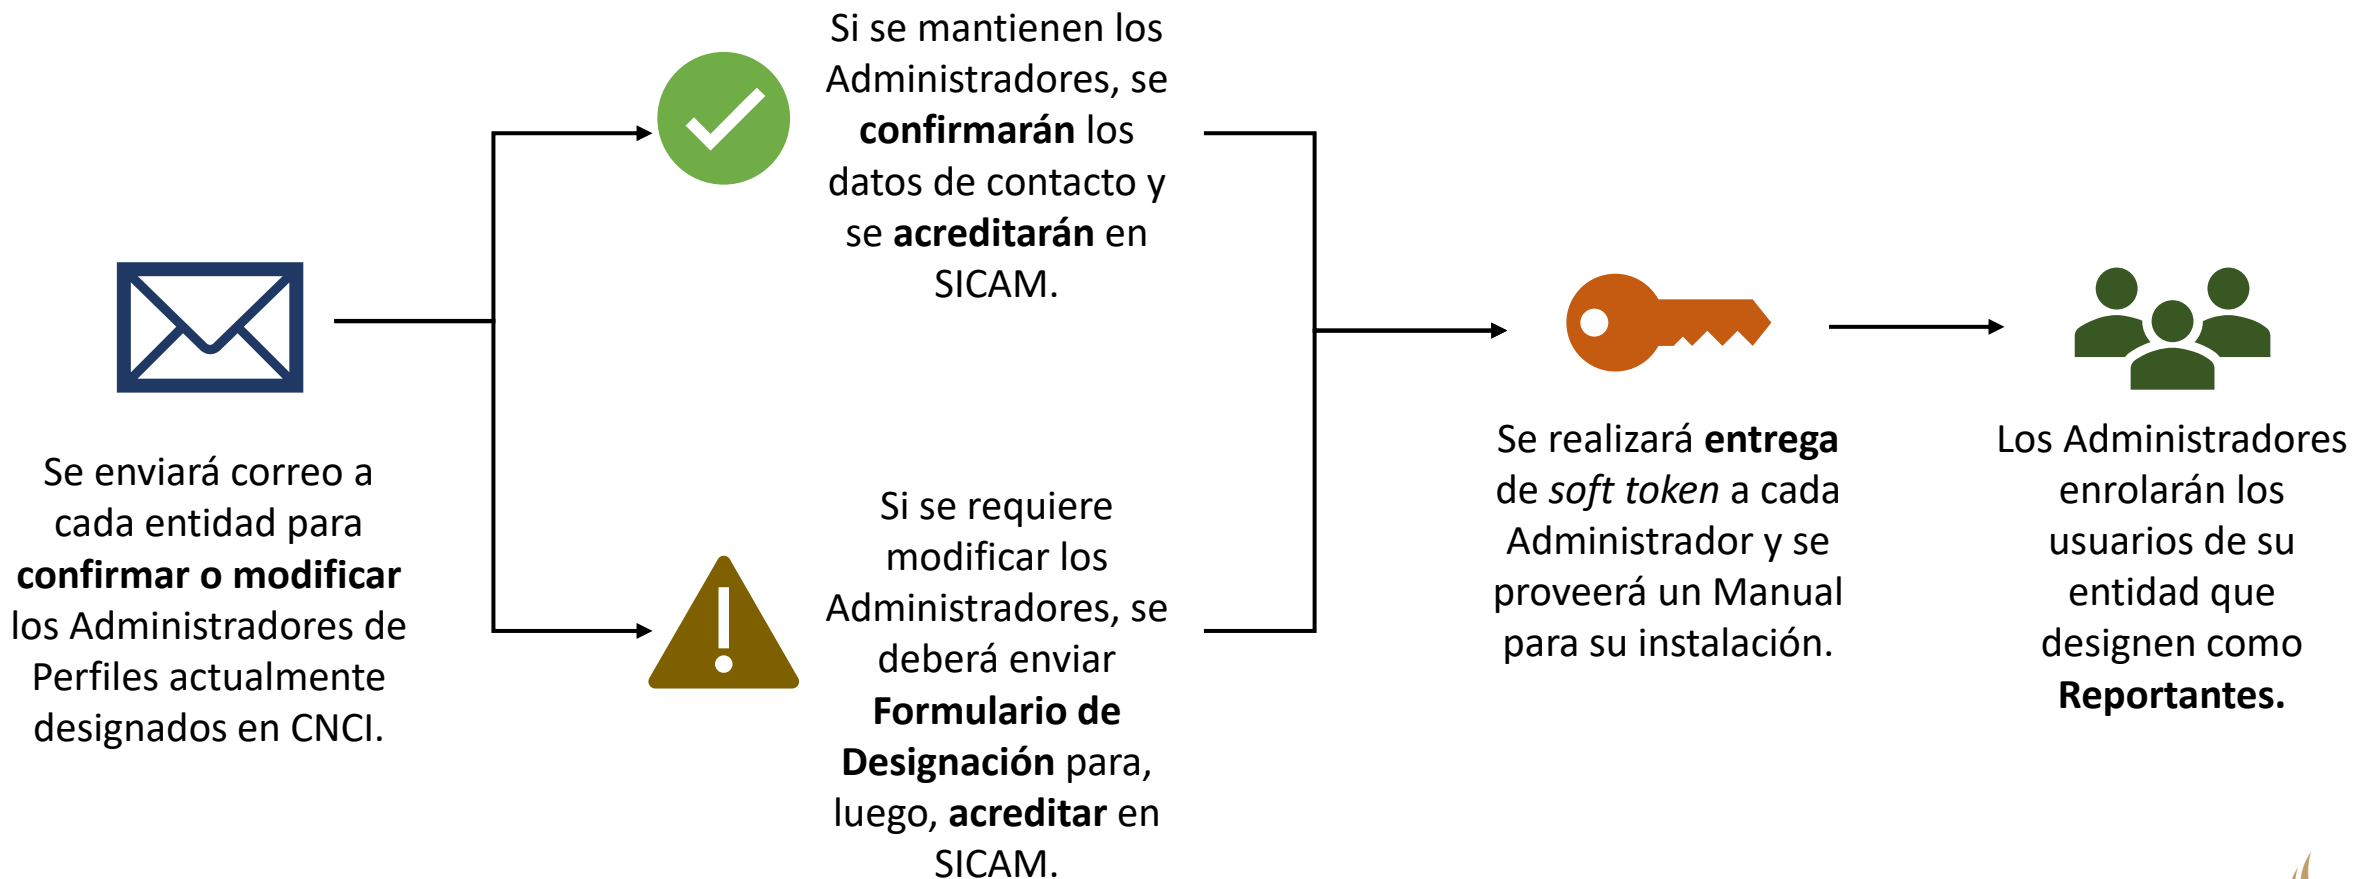 Se enviará correo a
cada entidad para
confirmar o modificar
los Administradores de
Perfiles actualmente
designados en CNCI.
Si se mantienen los
Administradores, se
confirmarán los
datos de contacto y
se acreditarán en
SICAM.
Si se requiere
modificar los
Administradores, se
deberá enviar
Formulario de
Designación para,
luego, acreditar en
SICAM.
Se realizará entrega
de soft token a cada
Administrador y se
proveerá un Manual
para su instalación.
Los Administradores
enrolarán los
usuarios de su
entidad que
designen como
Reportantes.